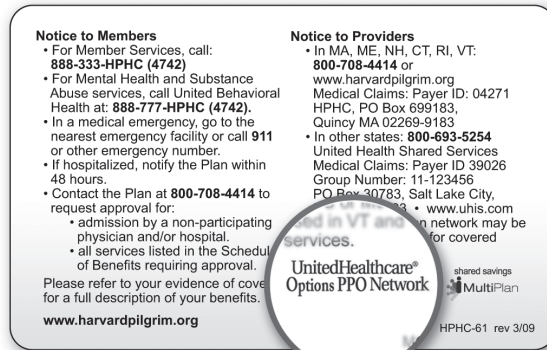 Notice to Members
• For Member Services, call:
888-333-HPHC (4742)
• For Mental Health and Substance
Abuse services, call United Behavioral
Health at: 888-777-HPHC (4742).
• In a medical emergency, go to the
nearest emergency facility or call 911
or other emergency number.
• If hospitalized, notify the Plan within
48 hours.
• Contact the Plan at 800-708-4414 to
request approval for:
• admission by a non-participating
physician and/or hospital.
• all services listed in the Schedul
of Benefits requiring approval.
Please refer to your evidence of cove
for a full description of your benefits.
www.harvardpilgrim.org
Notice to Providers
• In MA, ME, NH, CT, RI, VT:
800-708-4414 or
www.harvardpilgrim.org
Medical Claims: Payer ID: 04271
HPHC, PO Box 699183,
Quincy MA 02269-9183
• In other states: 800-693-5254
United Health Shared Services
Medical Claims: Payer ID 39026
Group Number: 11-123456
PO Box 30783, Salt Lake City,
3 • www.uhis.com
sed in VT and n network may be
services. for covered
UnitedHealthcare®
Options PPO Network
shared savings
MultiPlan
HPHC-61 rev 3/09